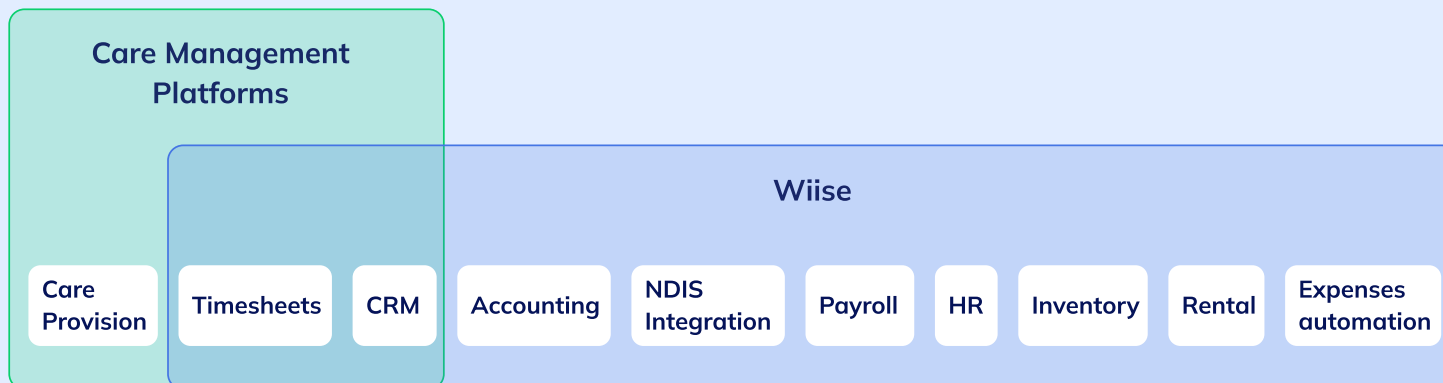 Care Management
Platforms
Wiise
Care
Provision
Timesheets
CRM
Accounting
NDIS
Integration
Payroll
HR
Inventory
Rental
Expenses
automation